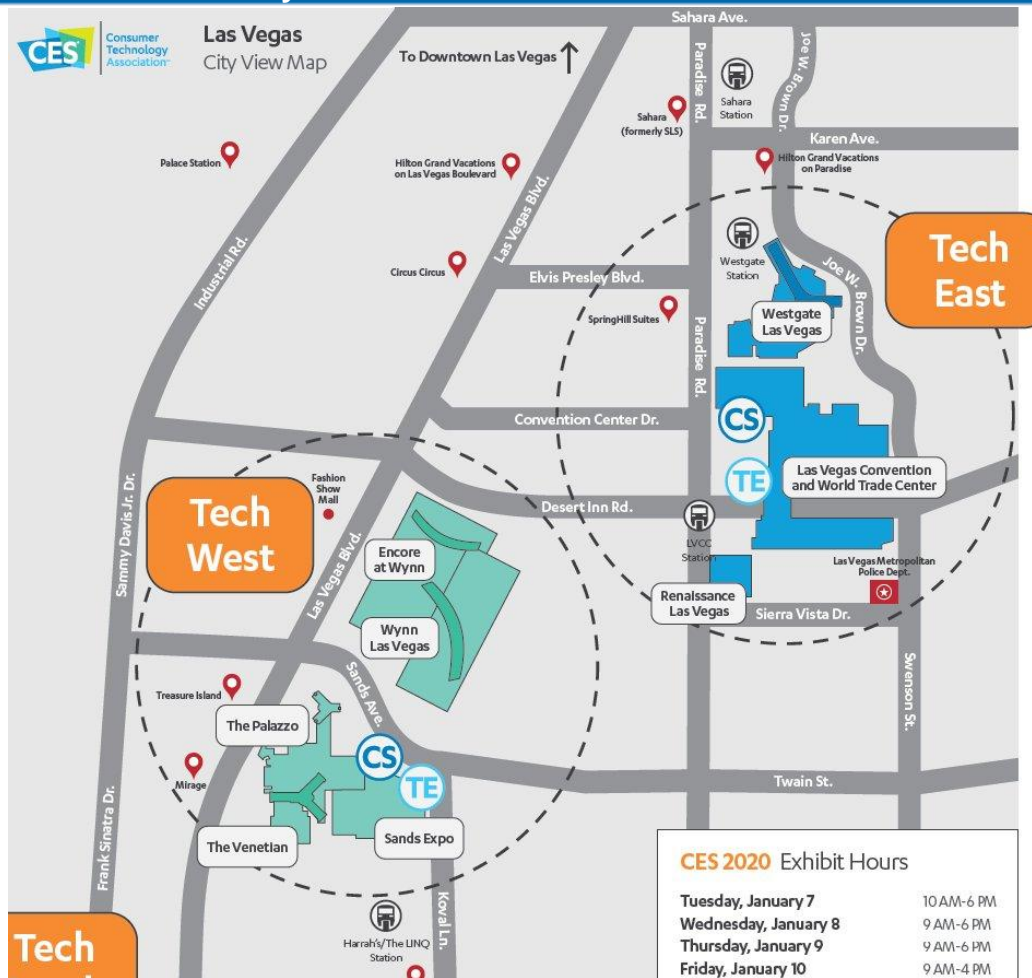 CES
Consumer
Technology
Association
Las Vegas
City View Map
To Downtown Las Vegas
Sahara Ave.
Paradise Rd.
Joe W. Brown Dr.
Sahara
Station
Sahara
(formerly SLS)
Karen Ave.
Palace Station
Hilton Grand Vacations
on Las Vegas Boulevard
Hilton Grand Vacations
on Paradise
Las Vegas Blvd.
Industrial Rd.
Westgate
Station
Tech
East
Circus Circus
Elvis Presley Blvd.
Joe W. Brown Dr.
SpringHill Suites
Paradise Rd.
Westgate
Las Vegas
Convention Center Dr.
CS
TE
Las Vegas Convention
and World Trade Center
Fashion
Show
Mall
Tech
West
Desert Inn Rd.
LVCC
Station
Sammy Davis Jr. Dr.
Las Vegas Blvd.
Encore
at Wynn
Las Vegas Metropolitan
Police Dept.
Renaissance
Las Vegas
Sierra Vista Dr.
Wynn
Las Vegas
Sands Ave.
Swenson St.
Treasure Island
The Palazzo
CS
TE
Mirage
Twain St.
Frank Sinatra Dr.
The Venetian
Sands Expo
Koval Ln.
Harrah's/The LINQ
Station
Tech
CES 2020 Exhibit Hours
Tuesday, January 7 10 AM-6 PM
Wednesday, January 8 9 AM-6 PM
Thursday, January 9 9 AM-6 PM
Friday, January 10 9 AM-4 PM